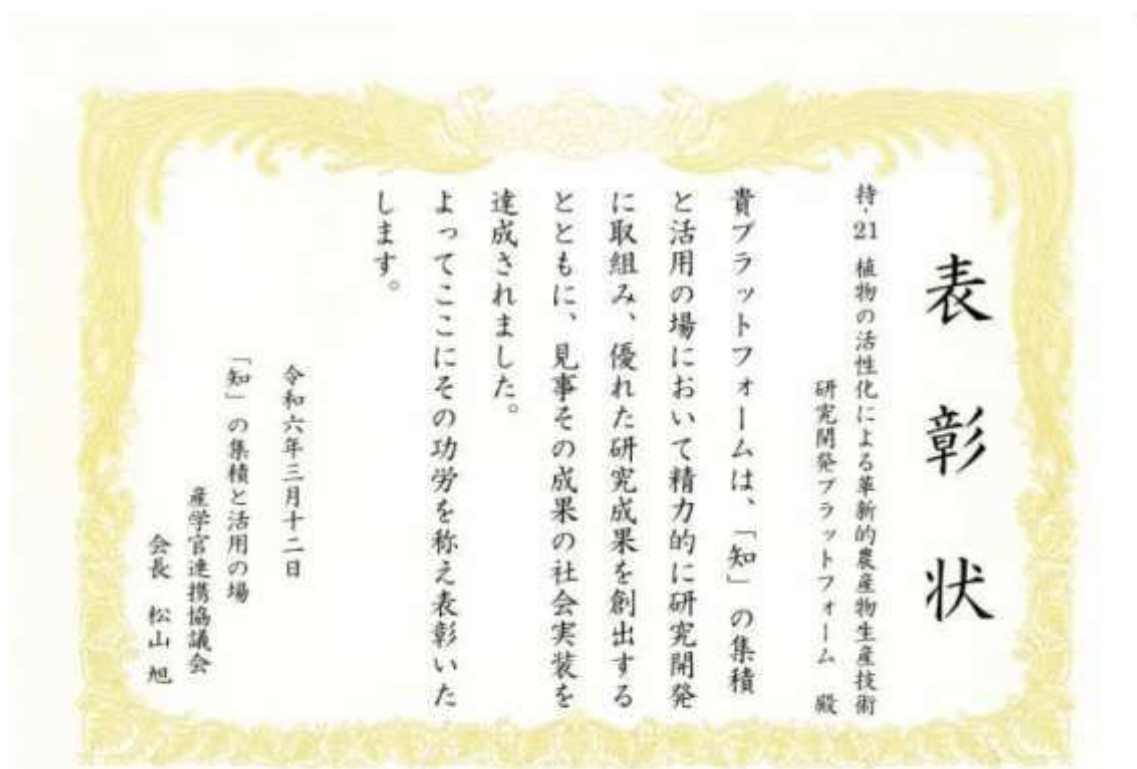 表彰状
持-21 植物の活性化による革新的農産物生産技術
研究開発プラットフォーム 殿
貴プラットフォームは、「知」の集積
と活用の場において精力的に研究開発
に取組み、優れた研究成果を創出する
とともに、見事その成果の社会実装を
達成されました。
よってここにその功労を称え表彰いた
します。
令和六年三月十二日
「知」の集積と活用の場
産学官連携協議会
会長 松山 旭